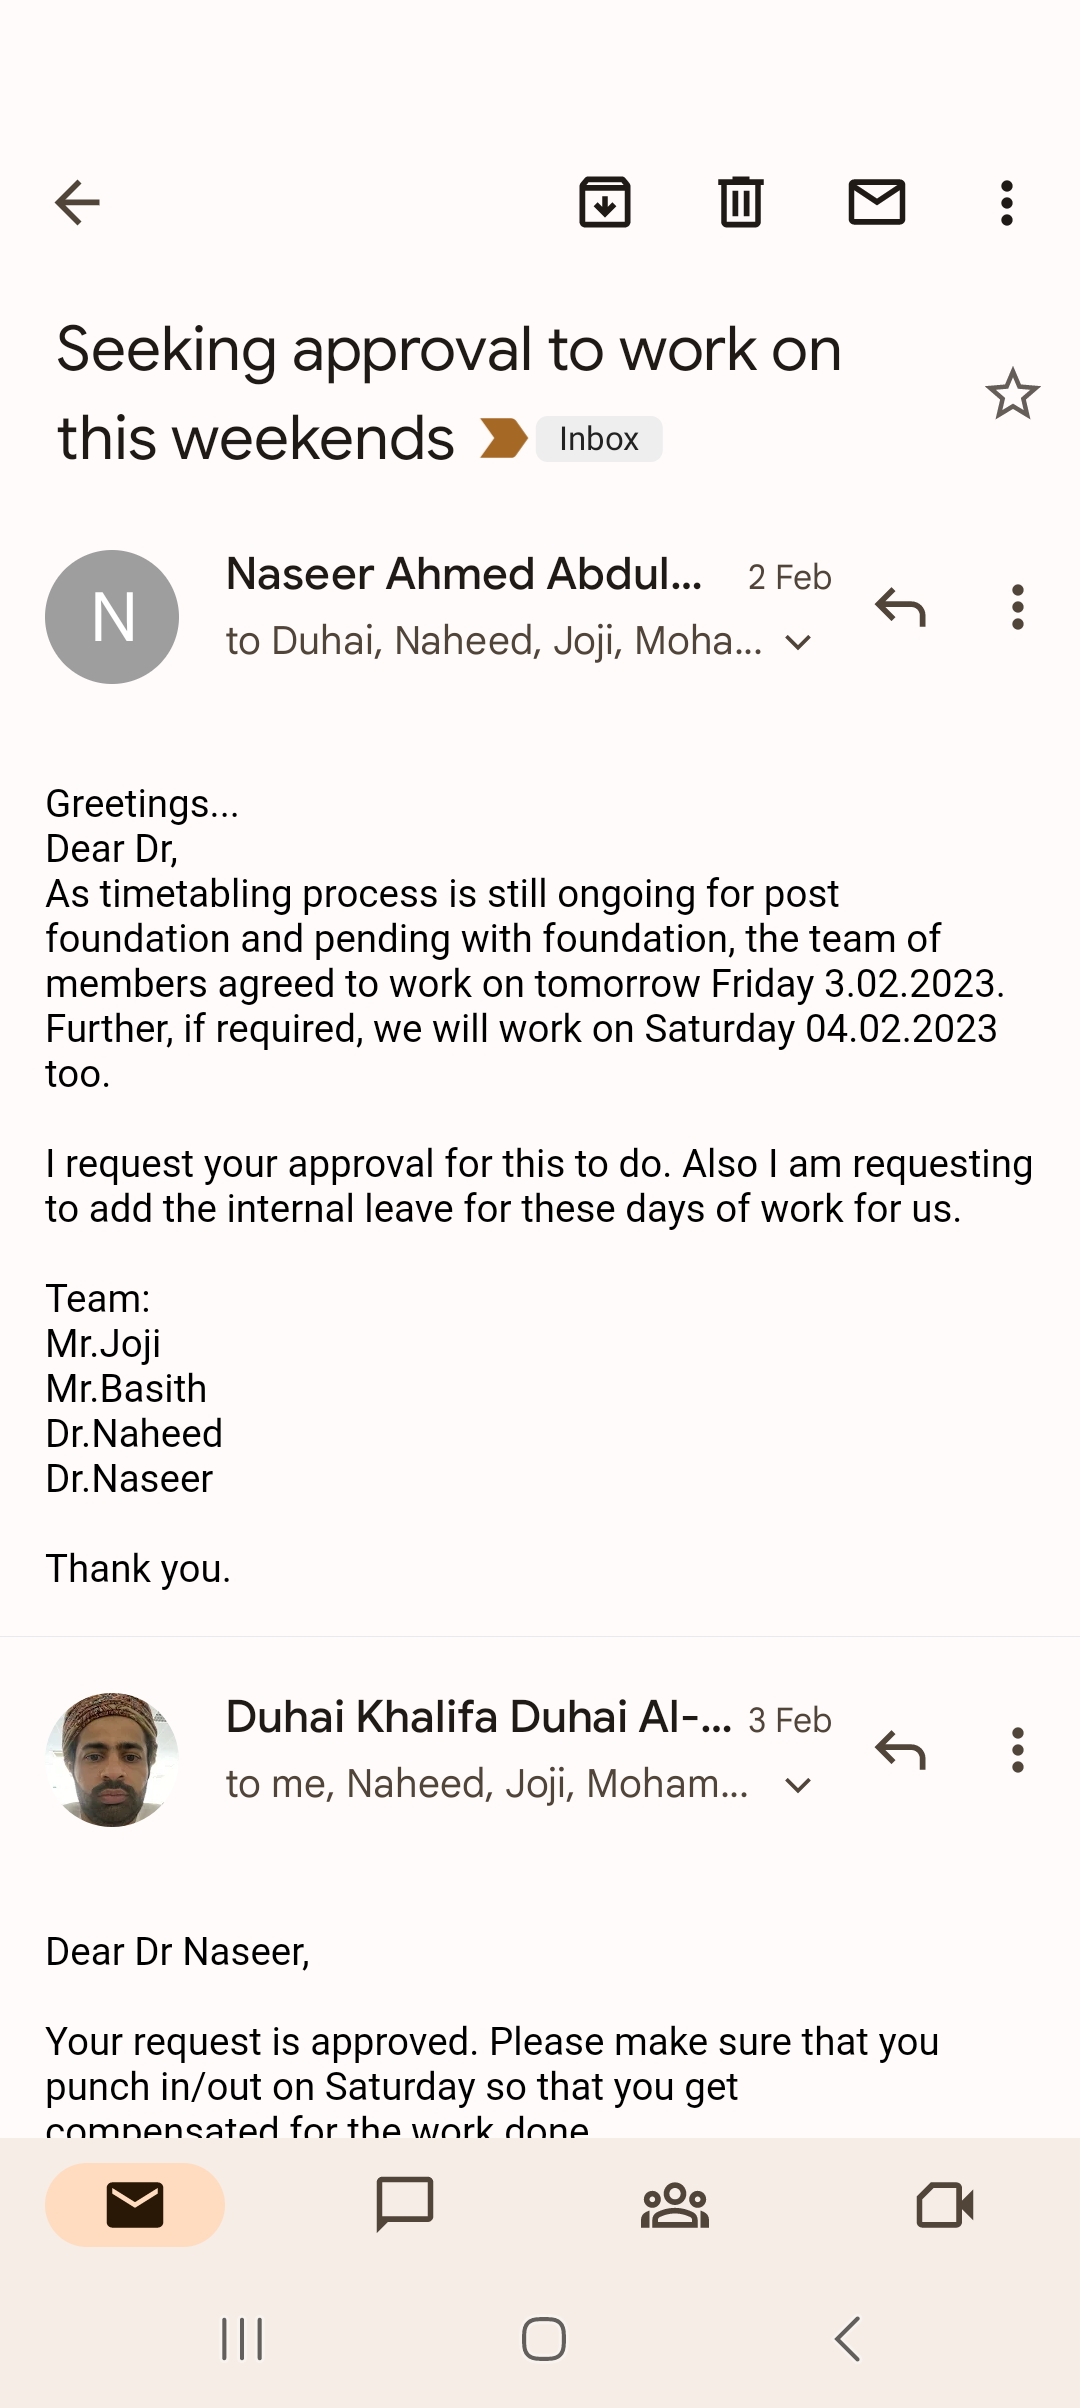 Seeking approval to work on
this weekends Inbox
N
Naseer Ahmed Abdul... 2 Feb
to Duhai, Naheed, Joji, Moha...
Greetings...
Dear Dr,
As timetabling process is still ongoing for post
foundation and pending with foundation, the team of
members agreed to work on tomorrow Friday 3.02.2023.
Further, if required, we will work on Saturday 04.02.2023
too.
I request your approval for this to do. Also I am requesting
to add the internal leave for these days of work for us.
Team:
Mr.Joji
Mr.Basith
Dr.Naheed
Dr.Naseer
Thank you.
Duhai Khalifa Duhai Al-... 3 Feb
to me, Naheed, Joji, Moham...
Dear Dr Naseer,
Your request is approved. Please make sure that you
punch in/out on Saturday so that you get
compensated for the work done